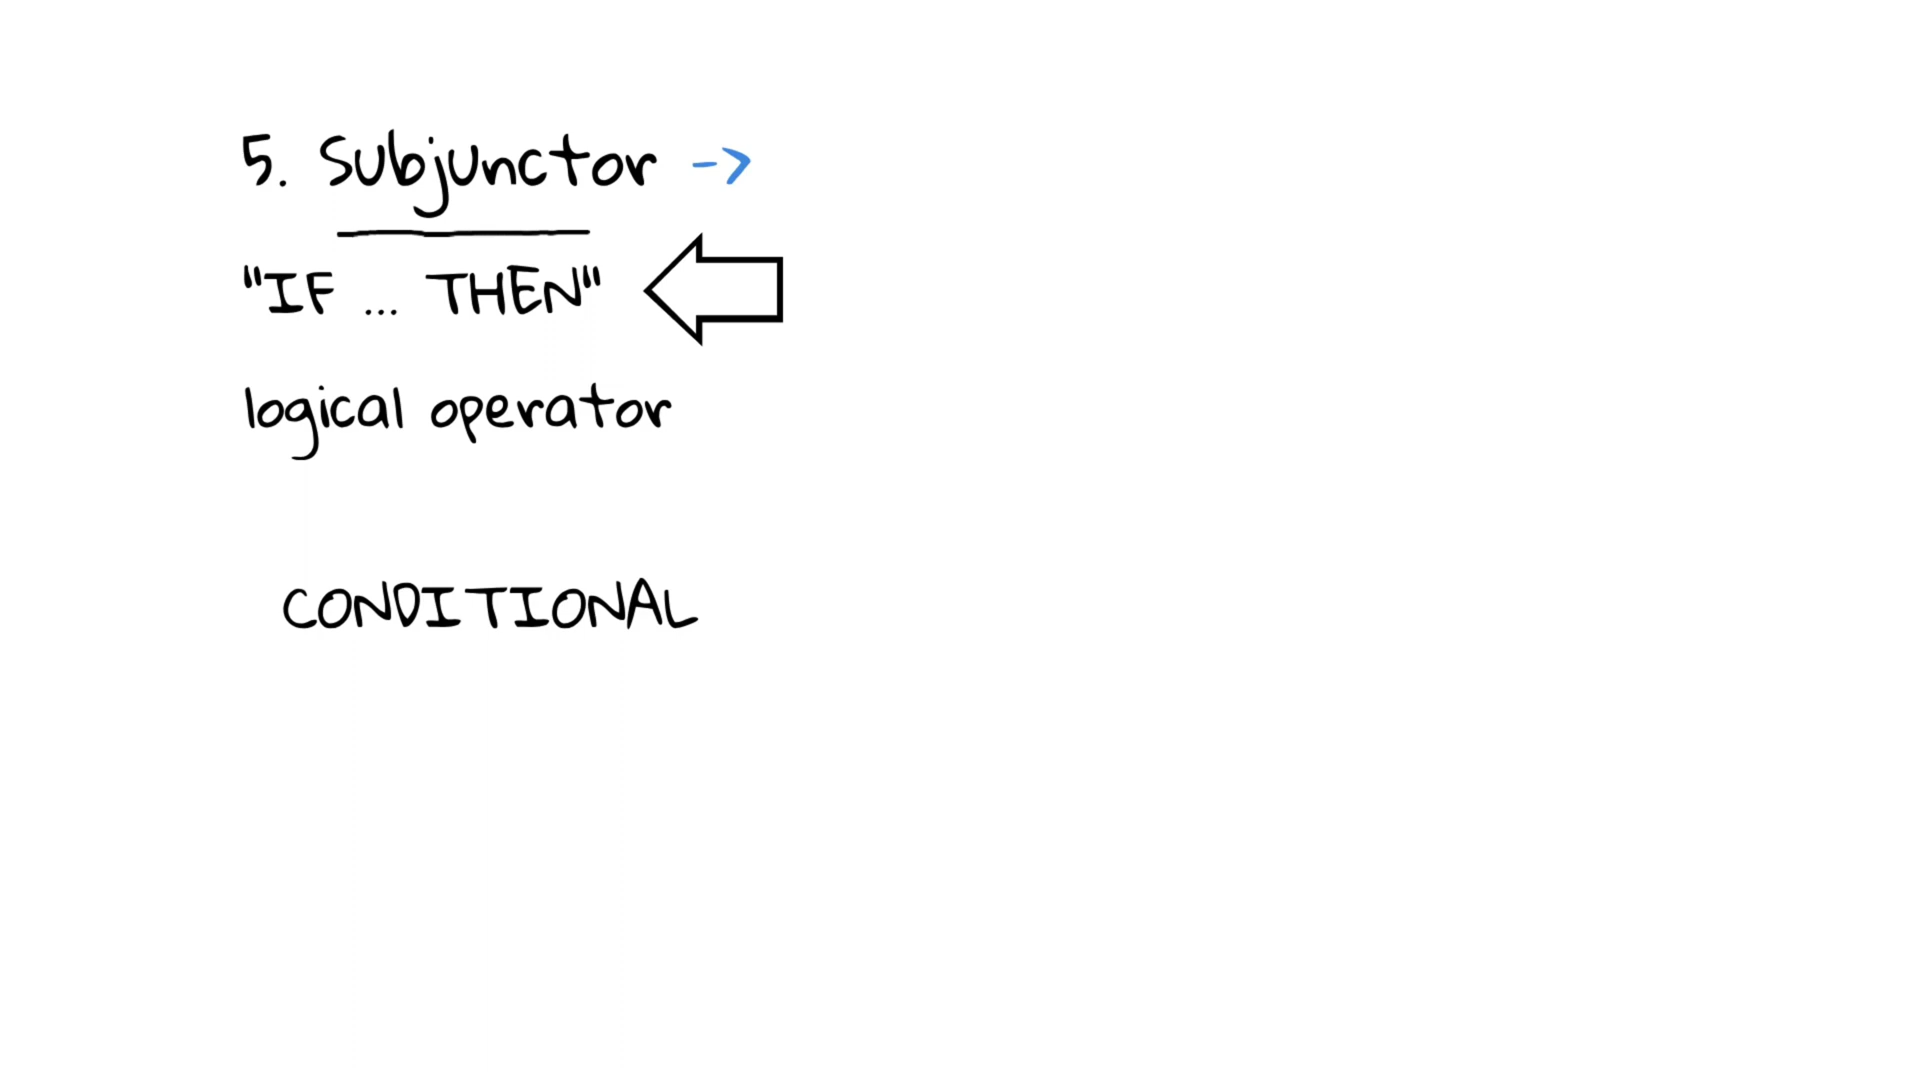 5. Subjunctor ->
"IF ... THEN"
logical operator
CONDITIONAL